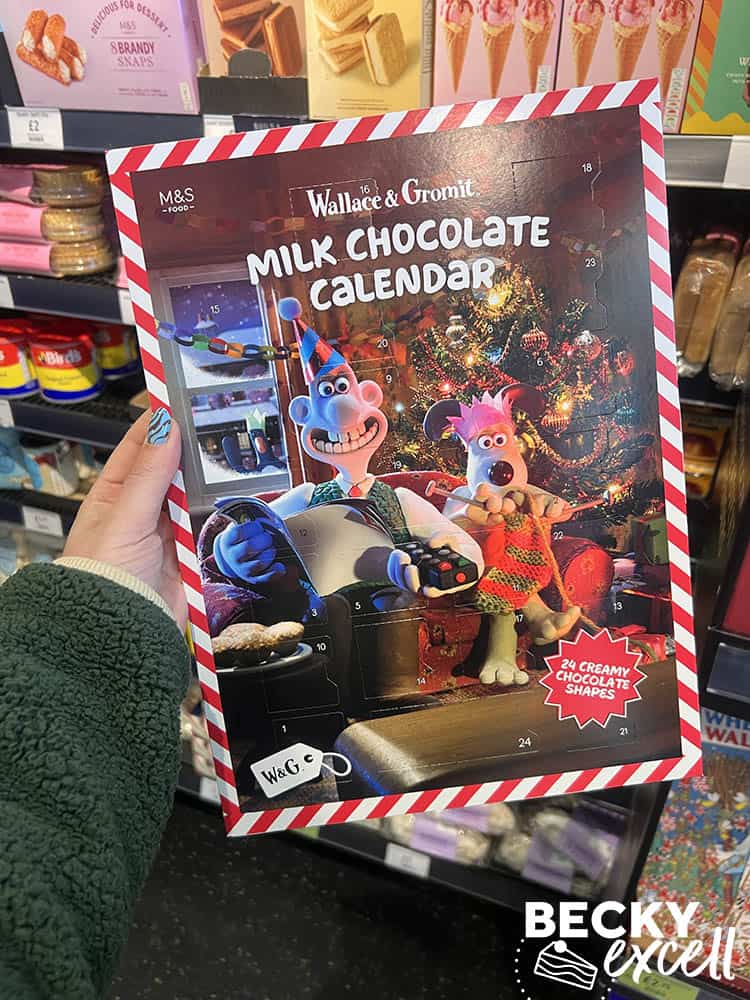 DELICIOUS FOR DESSERT
M&S
8 BRANDY
SNAPS
£2
M&S
FOOD
Wallace & Gromit
MILK CHOCOLATE
CALENDAR
16
18
23
15
20
8
6
9
19
12
22
3
5
17
13
10
14
1
24
21
24 CREAMY
CHOCOLATE
SHAPES
W&G.
Bird's
BECKY
excell